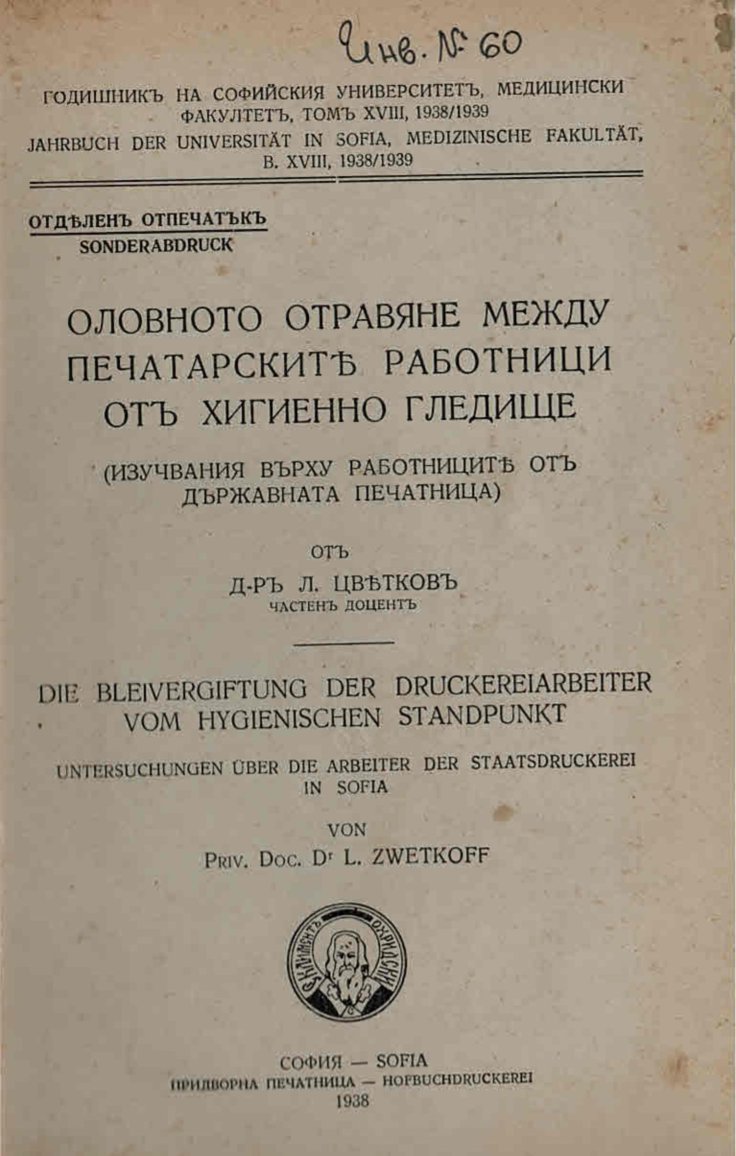 Инв. № 60
ГОДИШНИКЪ НА СОФИЙСКИЯ УНИВЕРСИТЕТЪ, МЕДИЦИНСКИ
ФАКУЛТЕТЪ, ТОМЪ XVIII, 1938/1939
JAHRBUCH DER UNIVERSITÄT IN SOFIA, MEDIZINISCHE FAKULTÄT,
B. XVIII, 1938/1939
ОТДѢЛЕНЪ ОТПЕЧАТЪКЪ
SONDERABDRUCK
ОЛОВНОТО ОТРАВЯНЕ МЕЖДУ
ПЕЧАТАРСКИТѢ РАБОТНИЦИ
ОТЪ ХИГИЕННО ГЛЕДИЩЕ
(ИЗУЧВАНИЯ ВЪРХУ РАБОТНИЦИТѢ ОТЪ
ДЪРЖАВНАТА ПЕЧАТНИЦА)
ОТЪ
Д-РЪ Л. ЦВѢТКОВЪ
ЧАСТЕНЪ ДОЦЕНТЪ
DIE BLEIVERGIFTUNG DER DRUCKEREIARBEITER
VOM HYGIENISCHEN STANDPUNKT
UNTERSUCHUNGEN ÜBER DIE ARBEITER DER STAATSDRUCKEREI
IN SOFIA
VON
PRIV. DOC. Dr L. ZWETKOFF
СВ. КЛИМЕНТЪ ОХРИДСКИ
СОФИЯ — SOFIA
ПРИДВОРНА ПЕЧАТНИЦА — HOFBUCHDRUCKEREI
1938